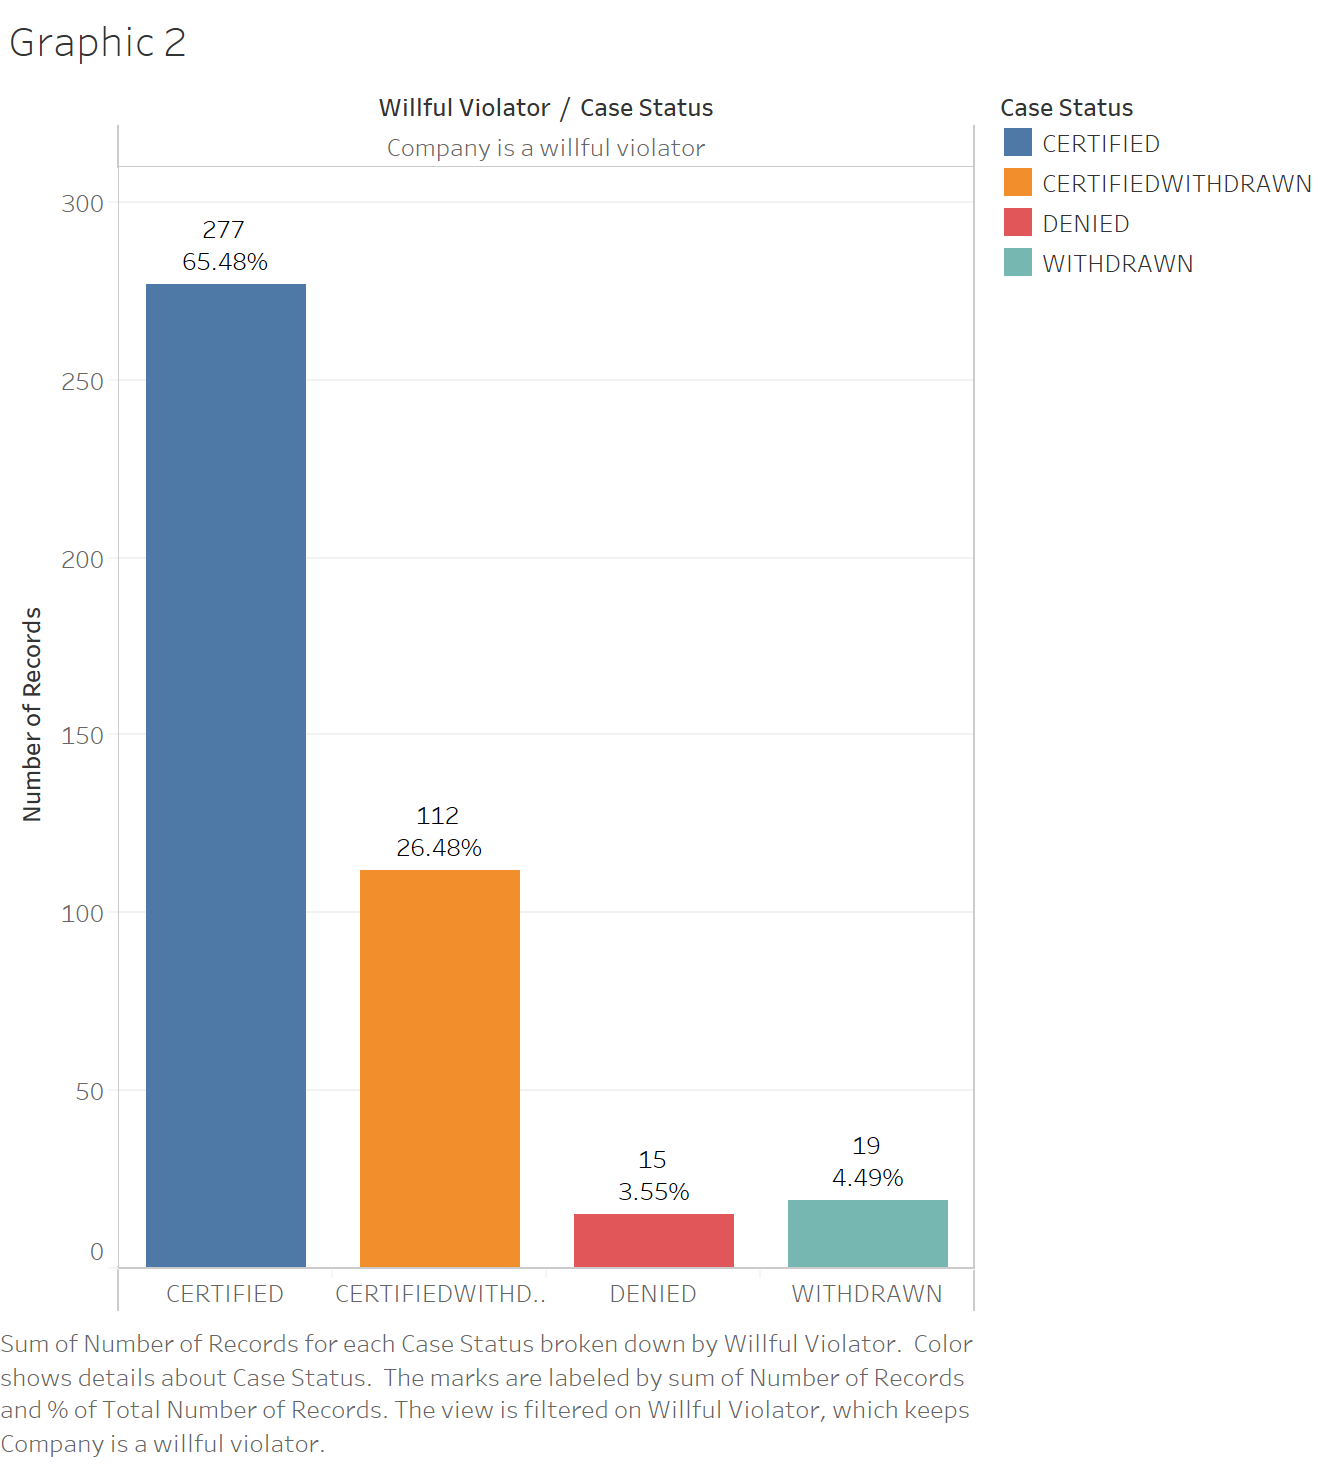 Graphic 2
Willful Violator / Case Status
Company is a willful violator
Case Status
CERTIFIED
CERTIFIEDWITHDRAWN
DENIED
WITHDRAWN
Number of Records
300
250
200
150
100
50
0
277
65.48%
112
26.48%
15
3.55%
19
4.49%
CERTIFIED
CERTIFIEDWITHD..
DENIED
WITHDRAWN
Sum of Number of Records for each Case Status broken down by Willful Violator. Color
shows details about Case Status. The marks are labeled by sum of Number of Records
and % of Total Number of Records. The view is filtered on Willful Violator, which keeps
Company is a willful violator.